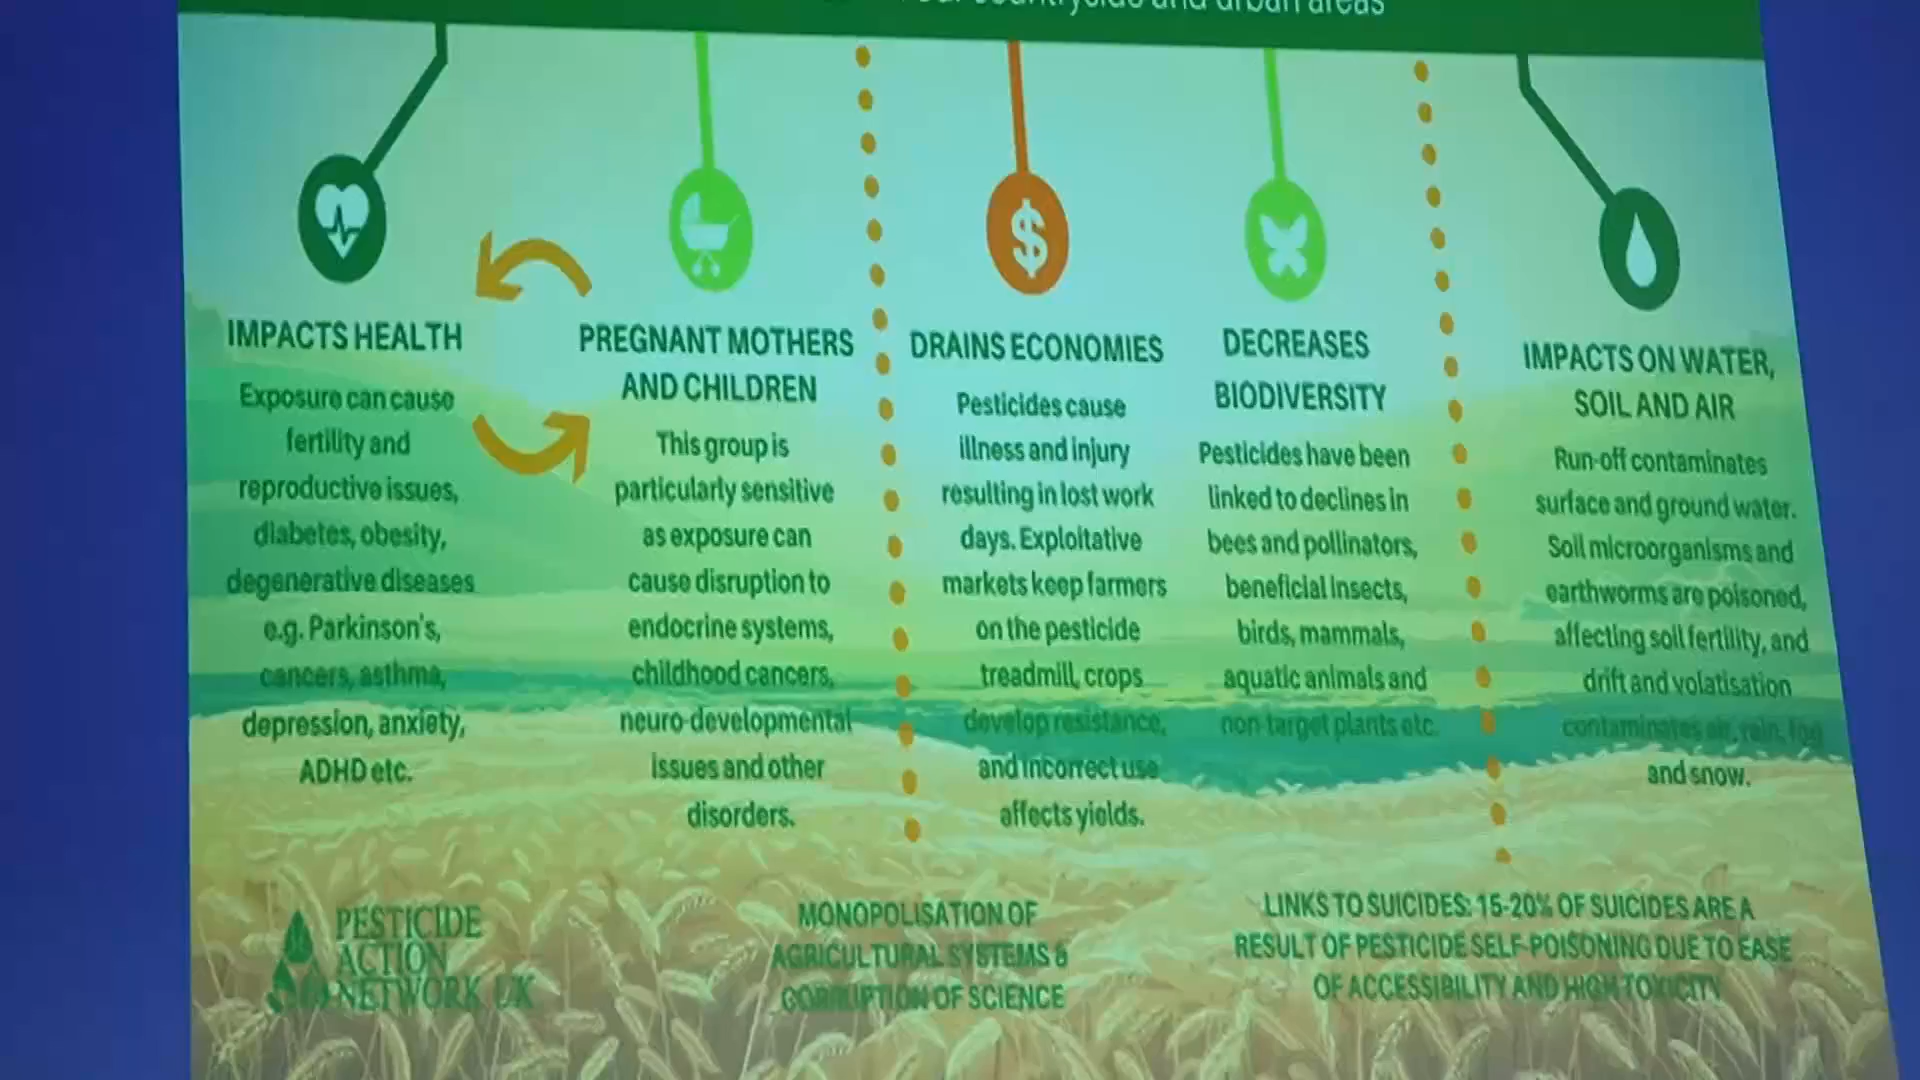 countryside and urban areas
IMPACTS HEALTH
Exposure can cause
fertility and
reproductive issues,
diabetes, obesity,
degenerative diseases
e.g. Parkinson's,
cancers, asthma,
depression, anxiety,
ADHD etc.
PREGNANT MOTHERS
AND CHILDREN
This group is
particularly sensitive
as exposure can
cause disruption to
endocrine systems,
childhood cancers,
neuro-developmental
issues and other
disorders.
DRAINS ECONOMIES
Pesticides cause
illness and injury
resulting in lost work
days. Exploitative
markets keep farmers
on the pesticide
treadmill, crops
develop resistance,
and incorrect use
affects yields.
DECREASES
BIODIVERSITY
Pesticides have been
linked to declines in
bees and pollinators,
beneficial insects,
birds, mammals,
aquatic animals and
non-target plants etc.
IMPACTS ON WATER,
SOIL AND AIR
Run-off contaminates
surface and ground water.
Soil microorganisms and
earthworms are poisoned,
affecting soil fertility, and
drift and volatisation
contaminates air, rain, fog
and snow.
PESTICIDE
ACTION
NETWORK UK
MONOPOLISATION OF
AGRICULTURAL SYSTEMS &
CORRUPTION OF SCIENCE
LINKS TO SUICIDES: 15-20% OF SUICIDES ARE A
RESULT OF PESTICIDE SELF-POISONING DUE TO EASE
OF ACCESSIBILITY AND HIGH TOXICITY